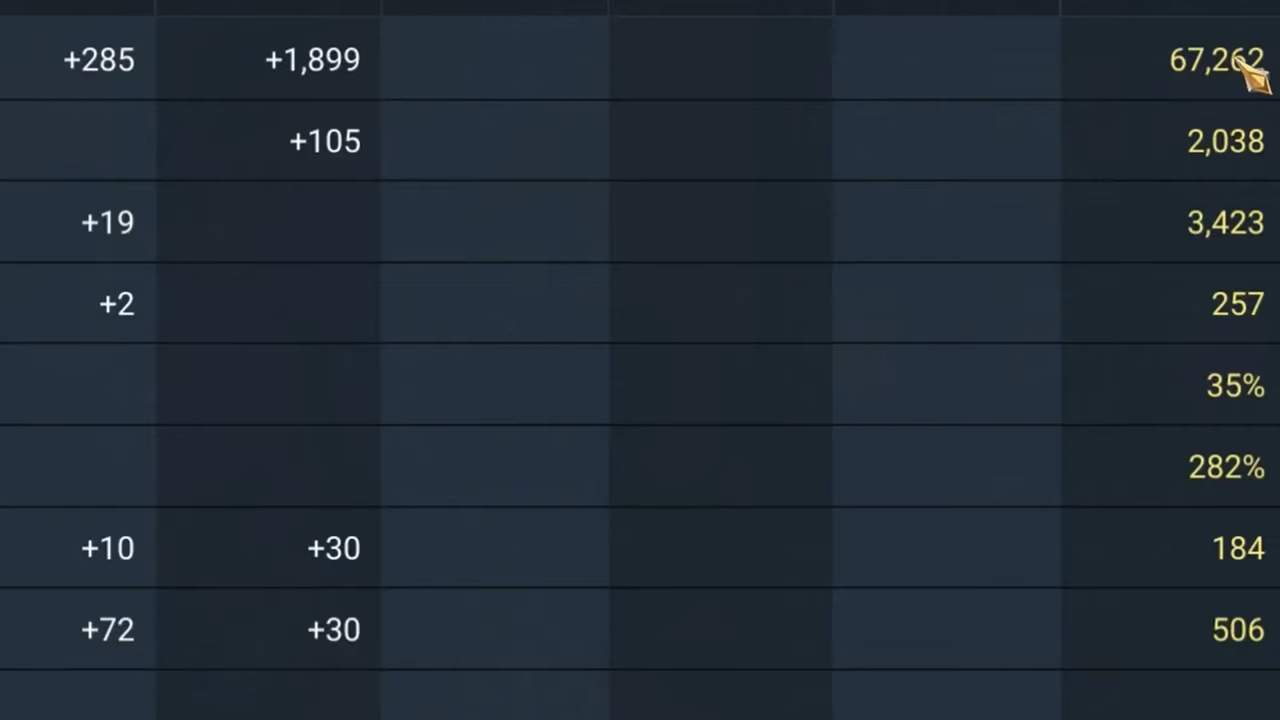 +285 +1,899 67,262
+105 2,038
+19 3,423
+2 257
35%
282%
+10 +30 184
+72 +30 506